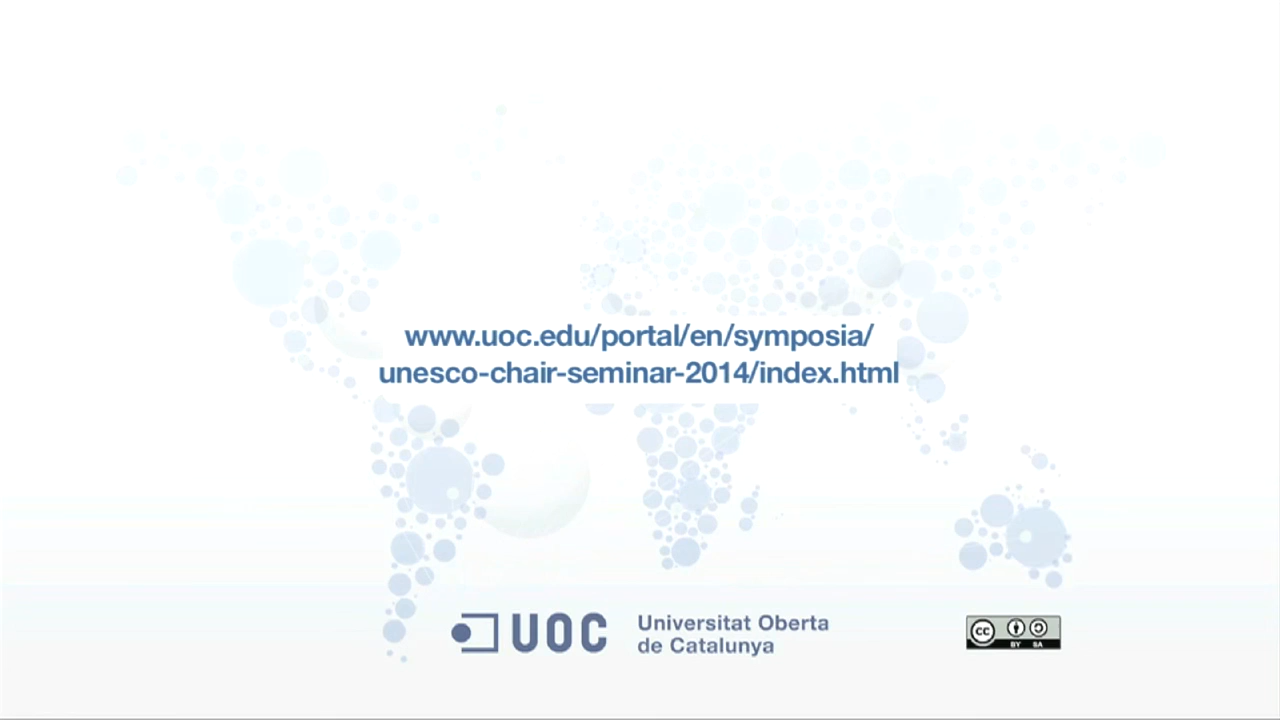 www.uoc.edu/portal/en/symposia/
unesco-chair-seminar-2014/index.html
UOC
Universitat Oberta
de Catalunya
cc
BY SA